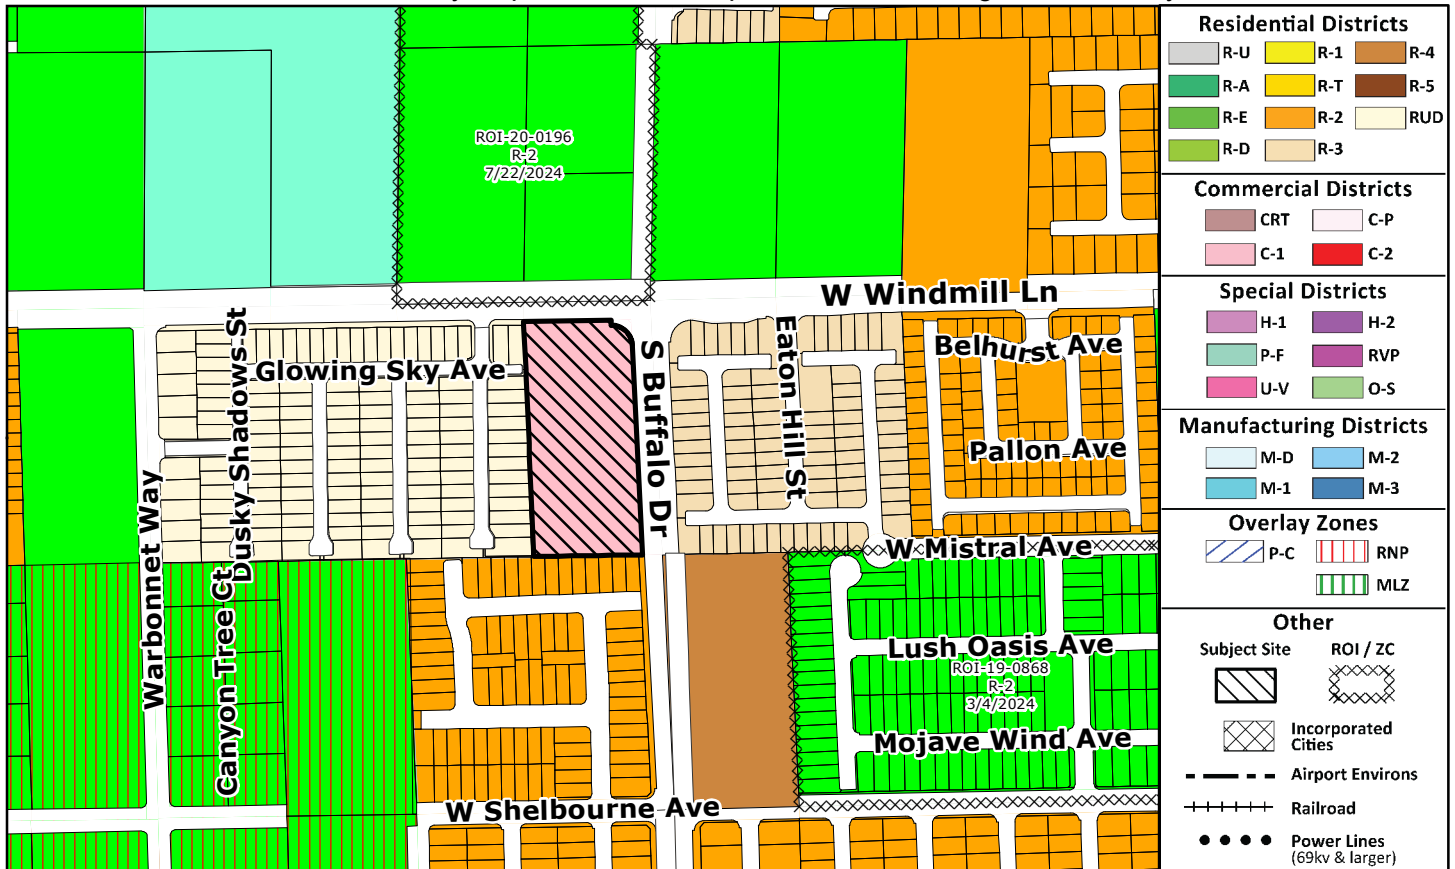 ROI-20-0196
R-2
7/22/2024
W Windmill Ln
Glowing Sky Ave
Dusky Shadows St
S Buffalo Dr
Eaton Hill St
Belhurst Ave
Pallon Ave
Warbonnet Way
Canyon Tree Ct
W Mistral Ave
Lush Oasis Ave
ROI-19-0868
R-2
3/4/2024
Mojave Wind Ave
W Shelbourne Ave
Residential Districts
R-U
R-1
R-4
R-A
R-T
R-5
R-E
R-2
RUD
R-D
R-3
Commercial Districts
CRT
C-P
C-1
C-2
Special Districts
H-1
H-2
P-F
RVP
U-V
O-S
Manufacturing Districts
M-D
M-2
M-1
M-3
Overlay Zones
P-C
RNP
MLZ
Other
Subject Site
ROI / ZC
Incorporated
Cities
Airport Environs
Railroad
Power Lines
(69kv & larger)